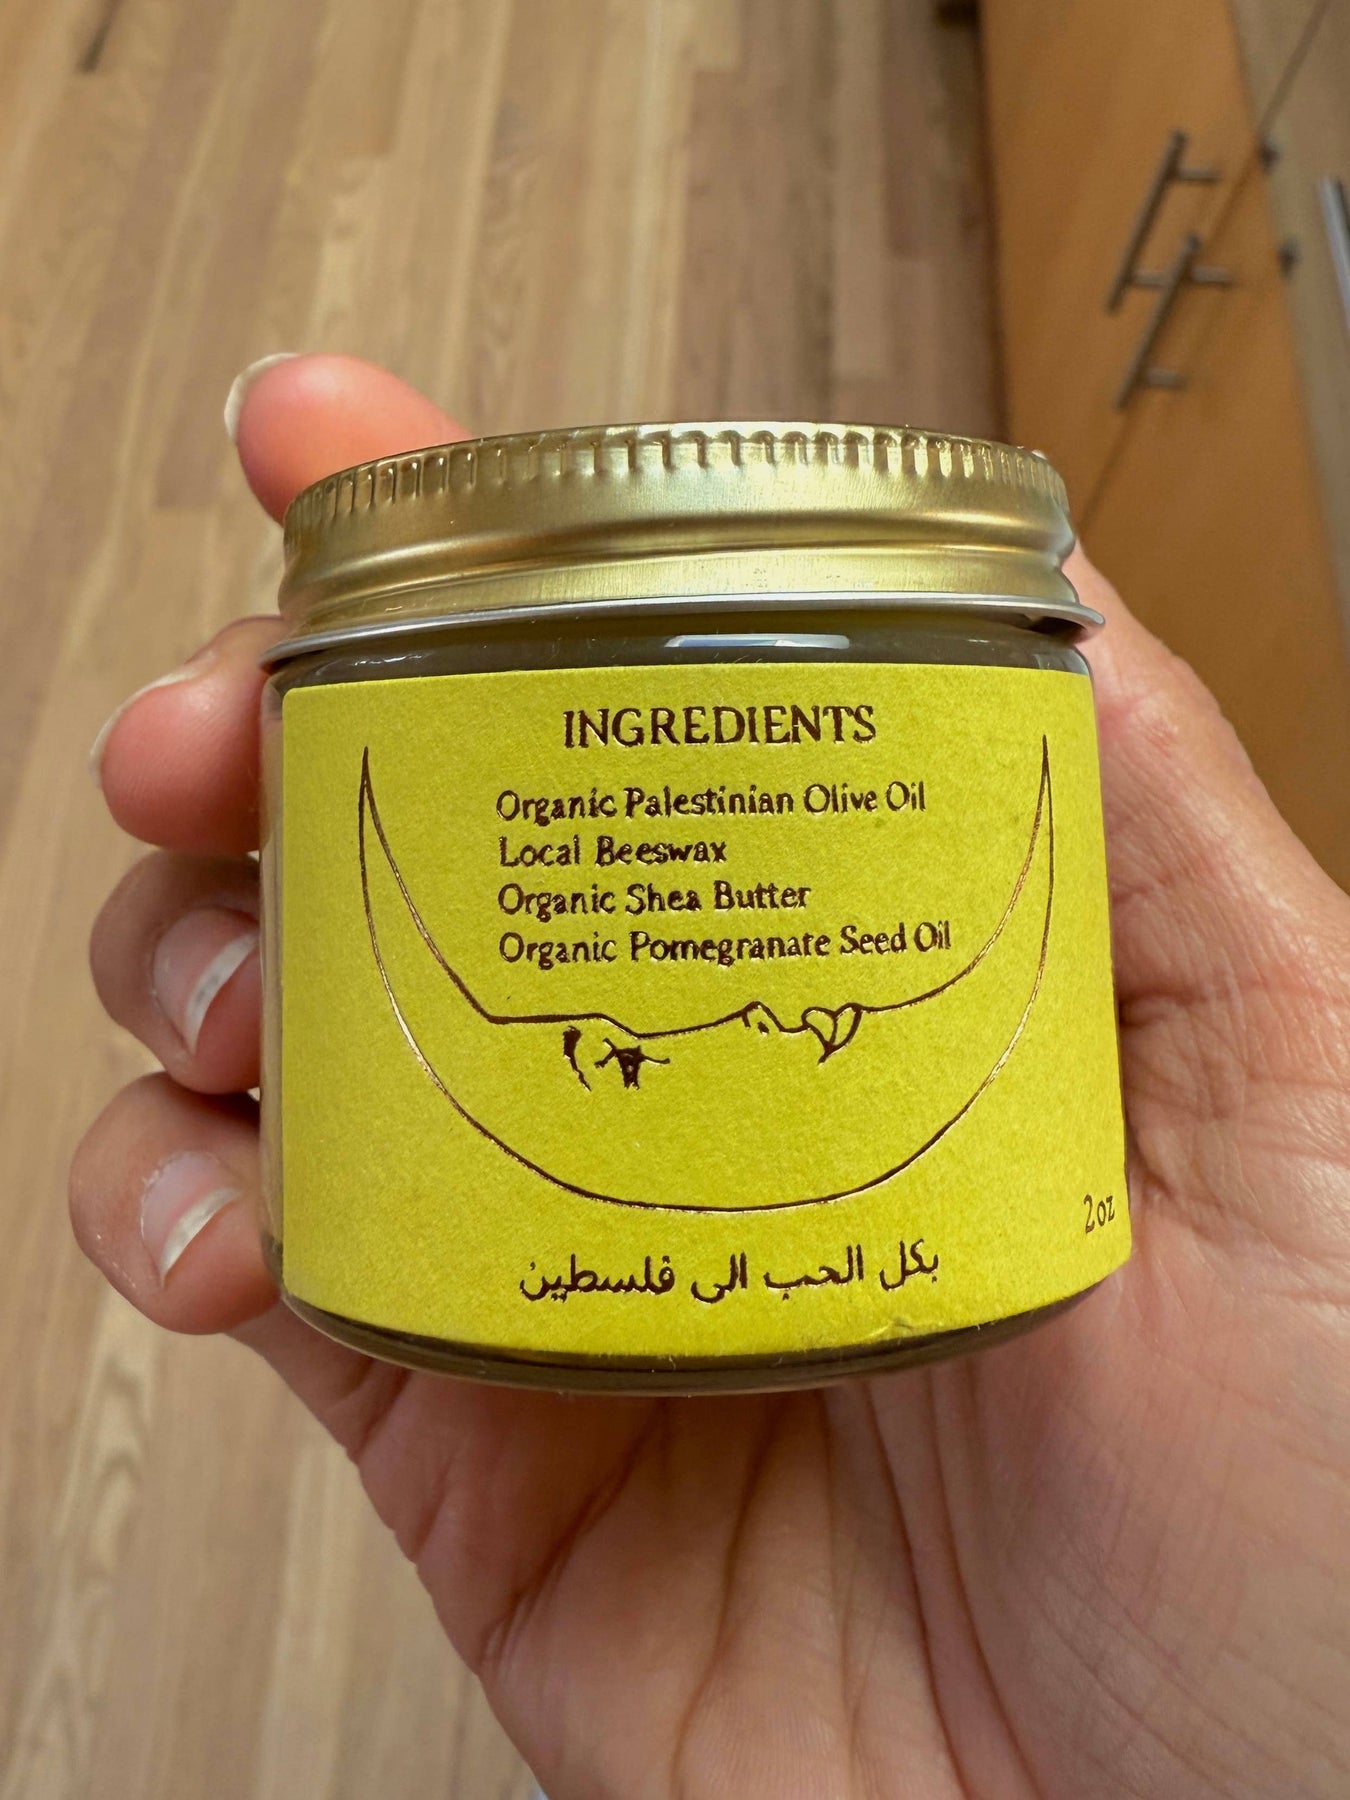 INGREDIENTS
Organic Palestinian Olive Oil
Local Beeswax
Organic Shea Butter
Organic Pomegranate Seed Oil
2oz
بكل الحب الى فلسطين